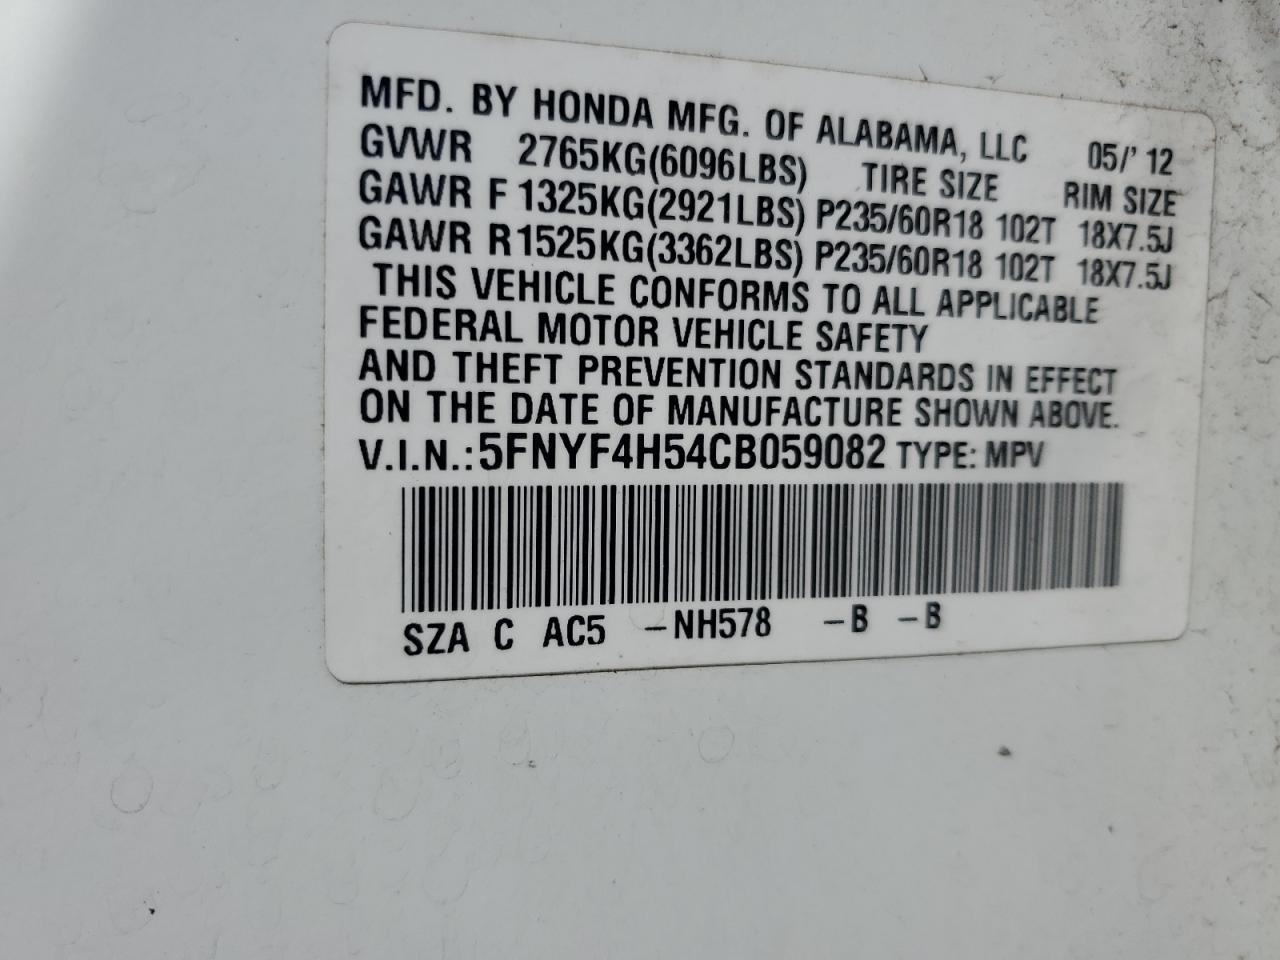 MFD. BY HONDA MFG. OF ALABAMA, LLC 05/' 12
GVWR 2765KG(6096LBS) TIRE SIZE RIM SIZE
GAWR F 1325KG(2921LBS) P235/60R18 102T 18X7.5J
GAWR R1525KG(3362LBS) P235/60R18 102T 18X7.5J
THIS VEHICLE CONFORMS TO ALL APPLICABLE
FEDERAL MOTOR VEHICLE SAFETY
AND THEFT PREVENTION STANDARDS IN EFFECT
ON THE DATE OF MANUFACTURE SHOWN ABOVE.
V.I.N.:5FNYF4H54CB059082 TYPE: MPV
SZA C AC5 –NH578 –B –B